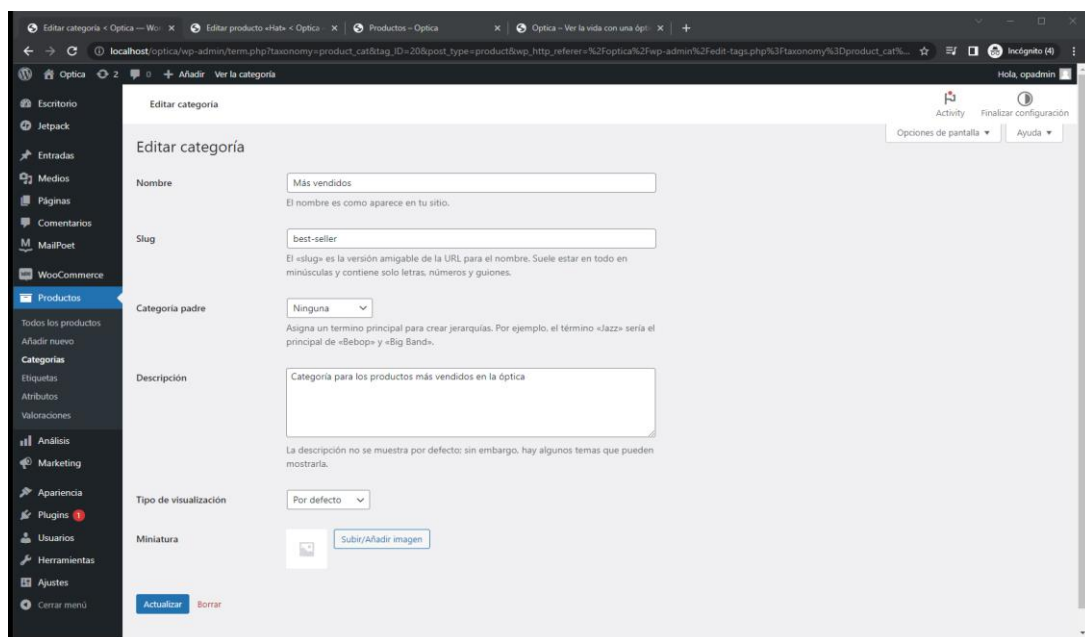 Editar categoría < Optica — Wor
Editar producto «Hat» < Optica
Productos – Optica
Optica – Ver la vida con una ópti
localhost/optica/wp-admin/term.php?taxonomy=product_cat&tag_ID=20&post_type=product&wp_http_referer=%2Foptica%2Fwp-admin%2Fedit-tags.php%3Ftaxonomy%3Dproduct_cat%...
Incógnito (4)
Optica 2 0 + Añadir Ver la categoría
Hola, opadmin
Escritorio
Jetpack
Entradas
Medios
Páginas
Comentarios
MailPoet
WooCommerce
Productos
Todos los productos
Añadir nuevo
Categorías
Etiquetas
Atributos
Valoraciones
Análisis
Marketing
Apariencia
Plugins 1
Usuarios
Herramientas
Ajustes
Cerrar menú
Editar categoría
Activity
Finalizar configuración
Opciones de pantalla
Ayuda
Editar categoría
Nombre
Más vendidos
El nombre es como aparece en tu sitio.
Slug
best-seller
El «slug» es la versión amigable de la URL para el nombre. Suele estar en todo en
minúsculas y contiene solo letras, números y guiones.
Categoría padre
Ninguna
Asigna un termino principal para crear jerarquías. Por ejemplo, el término «Jazz» sería el
principal de «Bebop» y «Big Band».
Descripción
Categoría para los productos más vendidos en la óptica
La descripción no se muestra por defecto; sin embargo, hay algunos temas que pueden
mostrarla.
Tipo de visualización
Por defecto
Miniatura
Subir/Añadir imagen
Actualizar
Borrar